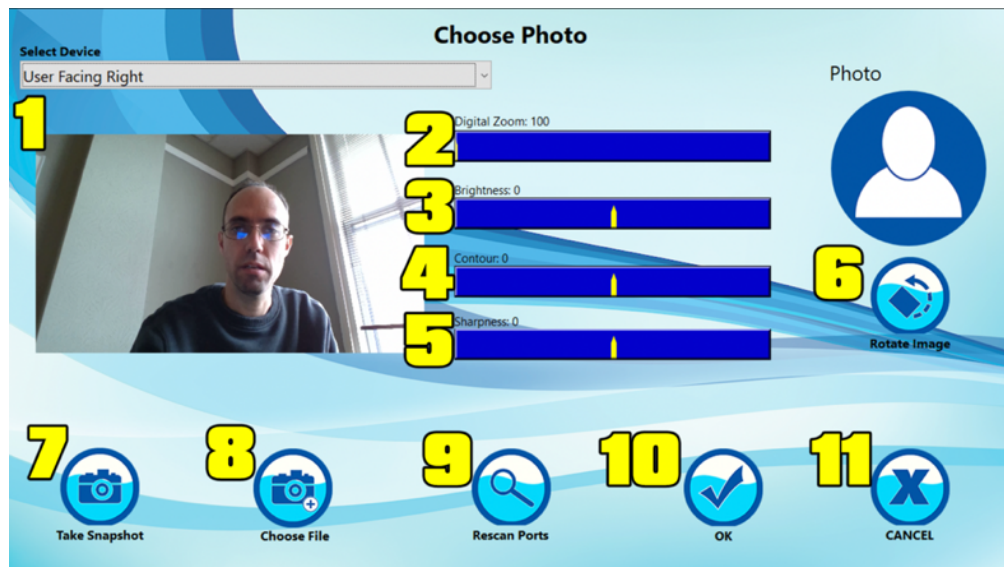 Choose Photo
Select Device
User Facing Right
Photo
1
2
Digital Zoom: 100
3
Brightness: 0
4
Contour: 0
5
Sharpness: 0
6
Rotate Image
7
Take Snapshot
8
Choose File
9
Rescan Ports
10
OK
11
X
CANCEL